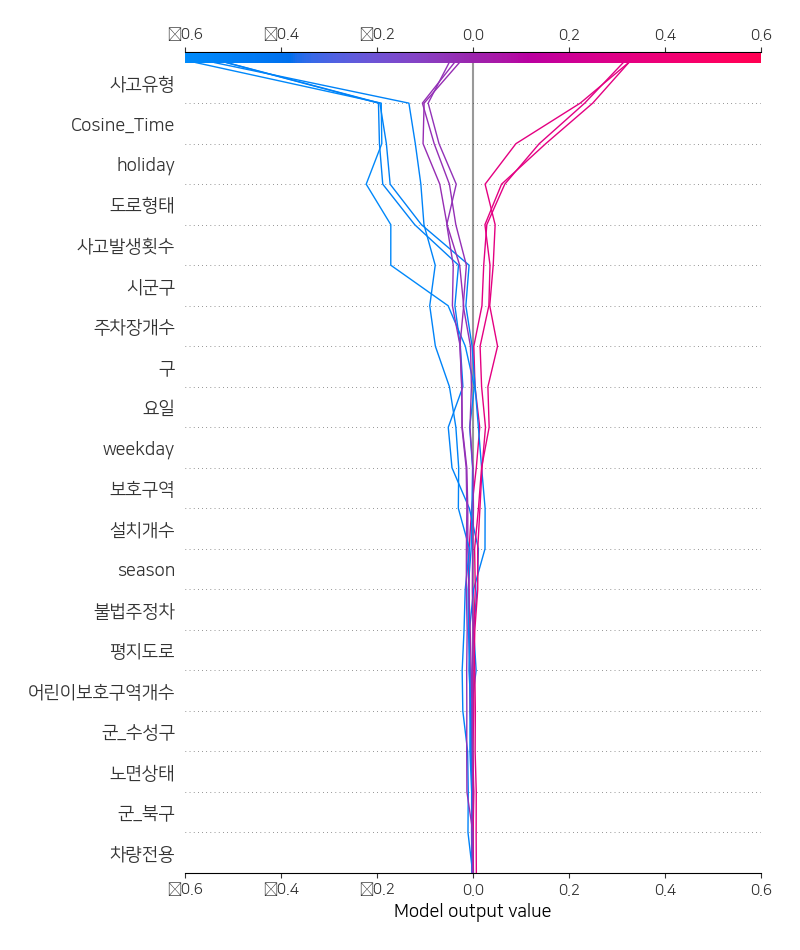 ☒0.6 ☒0.4 ☒0.2 0.0 0.2 0.4 0.6
사고유형
Cosine_Time
holiday
도로형태
사고발생횟수
시군구
주차장개수
구
요일
weekday
보호구역
설치개수
season
불법주정차
평지도로
어린이보호구역개수
군_수성구
노면상태
군_북구
차량전용
☒0.6 ☒0.4 ☒0.2 0.0 0.2 0.4 0.6
Model output value